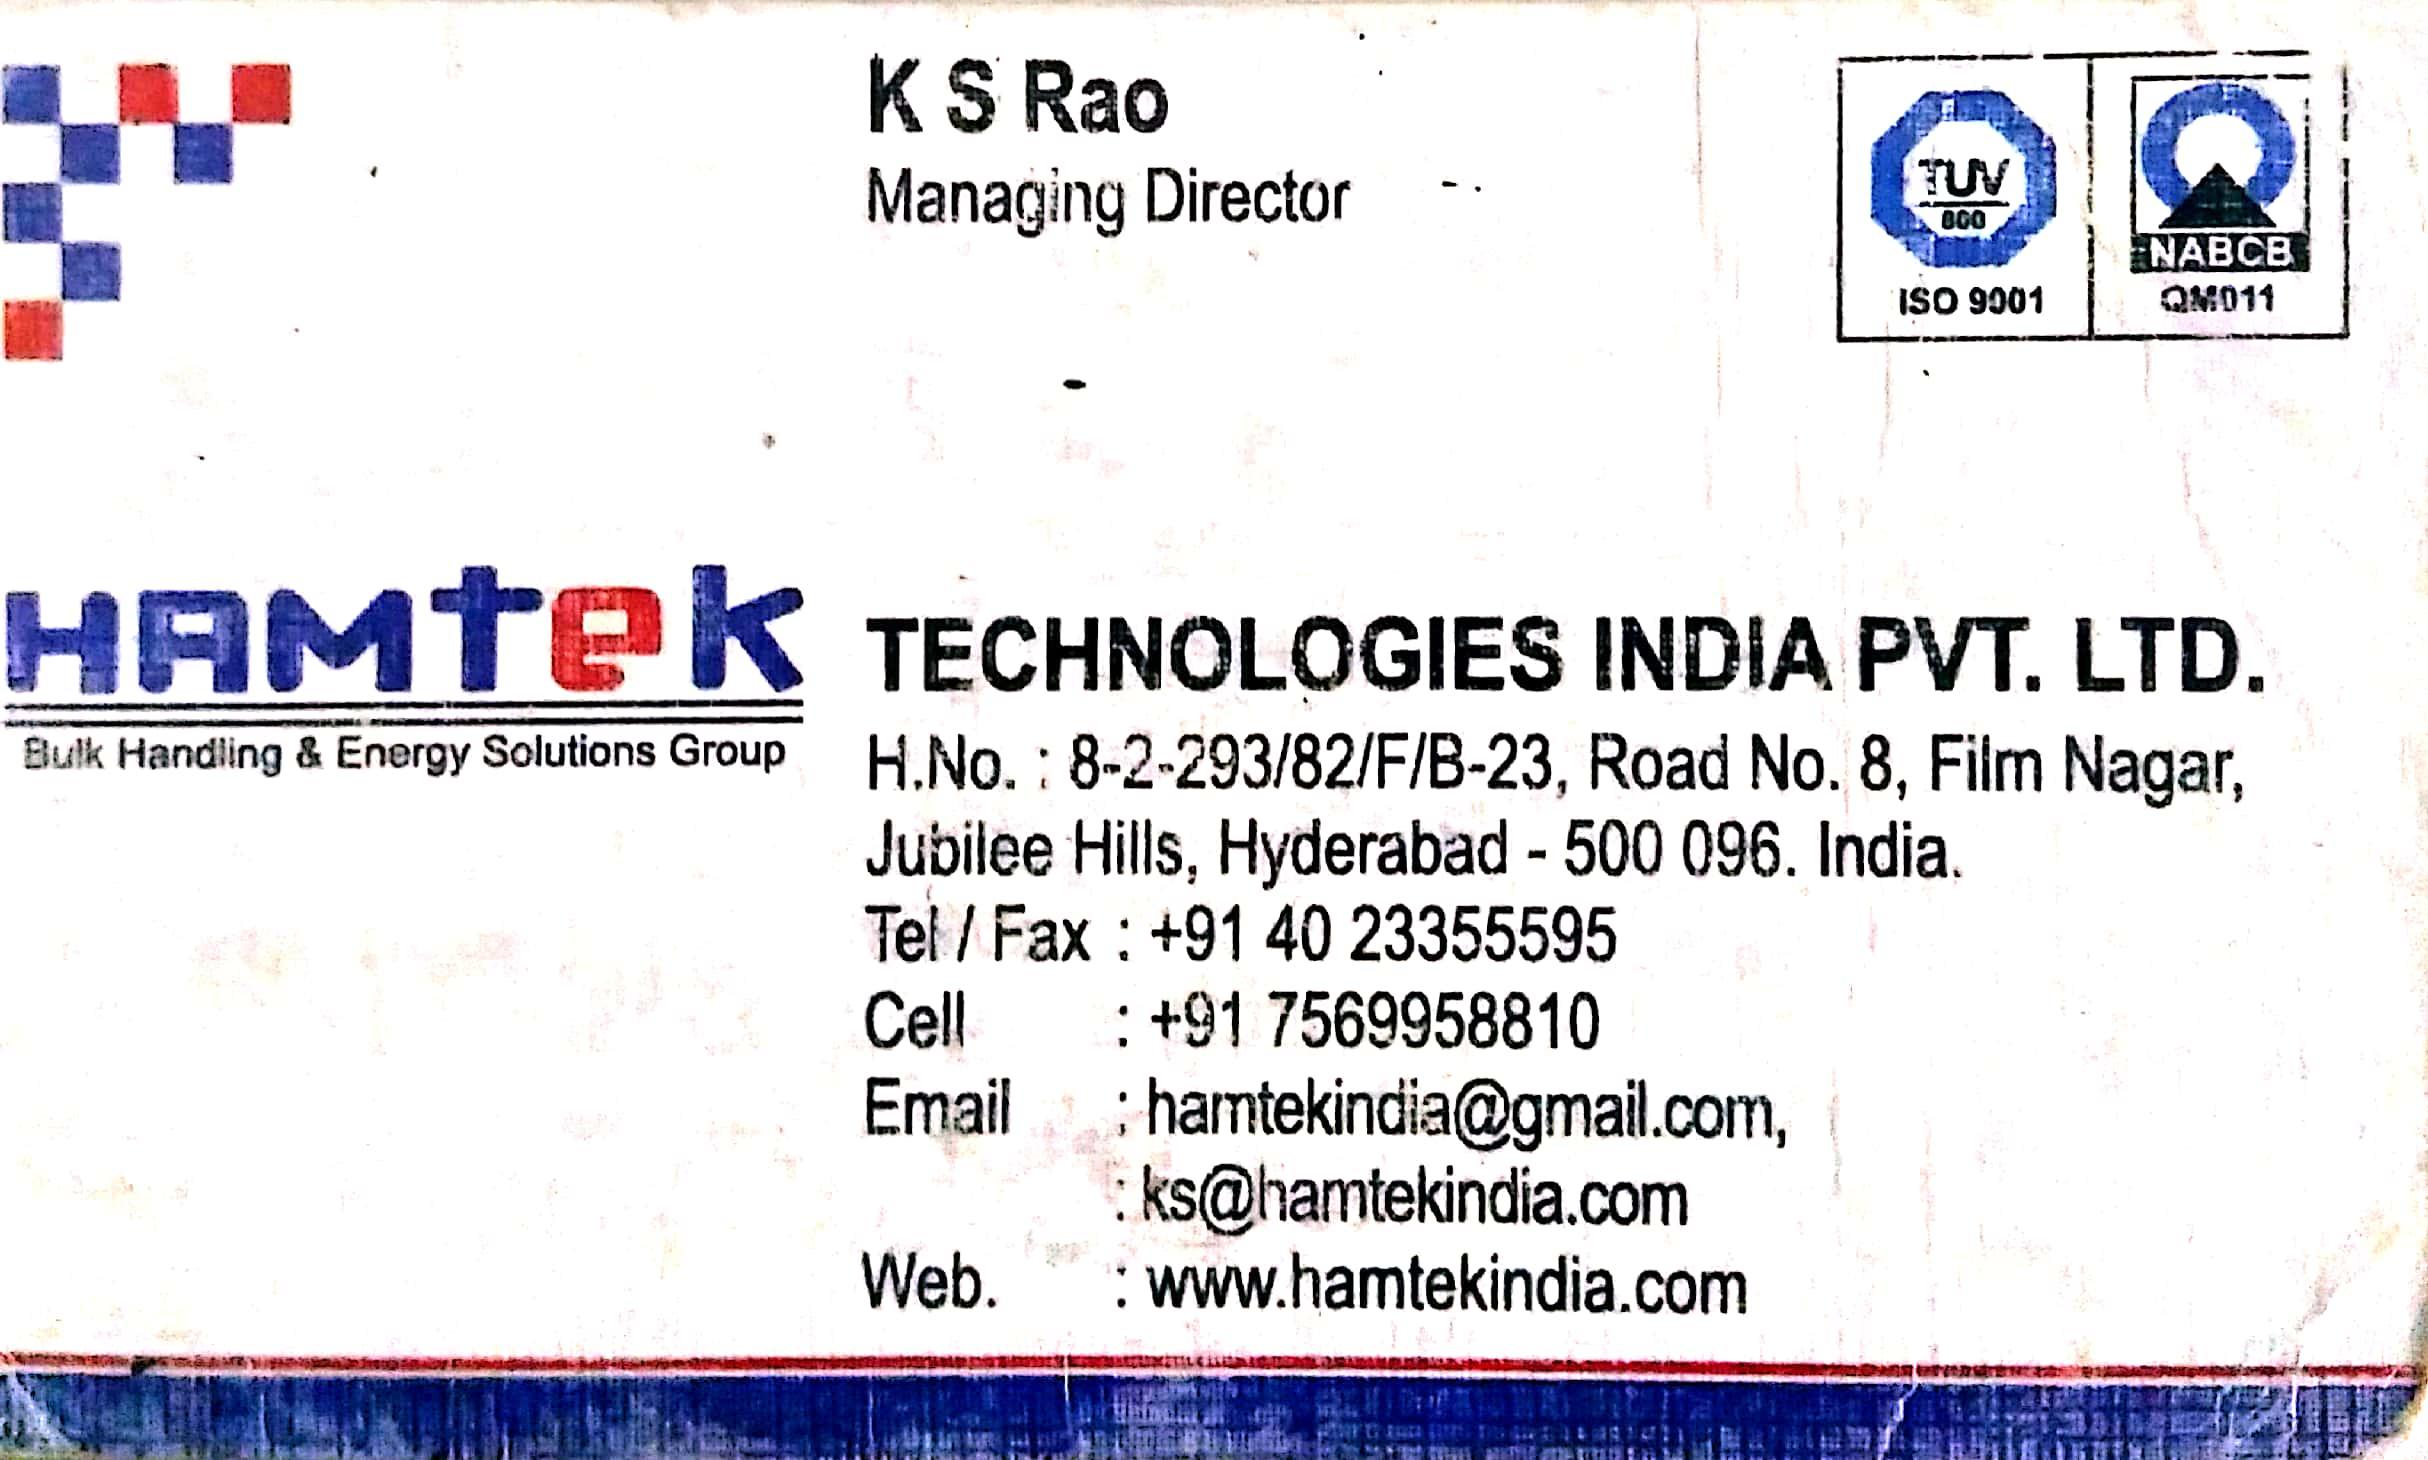 K S Rao
Managing Director
TUV
ISO 9001
NABCB
QM011
HAMtek TECHNOLOGIES INDIA PVT. LTD.
Bulk Handling & Energy Solutions Group
H.No. : 8-2-293/82/F/B-23, Road No. 8, Film Nagar,
Jubilee Hills, Hyderabad - 500 096. India.
Tel / Fax : +91 40 23355595
Cell : +91 7569958810
Email : hamtekindia@gmail.com,
: ks@hamtekindia.com
Web. : www.hamtekindia.com